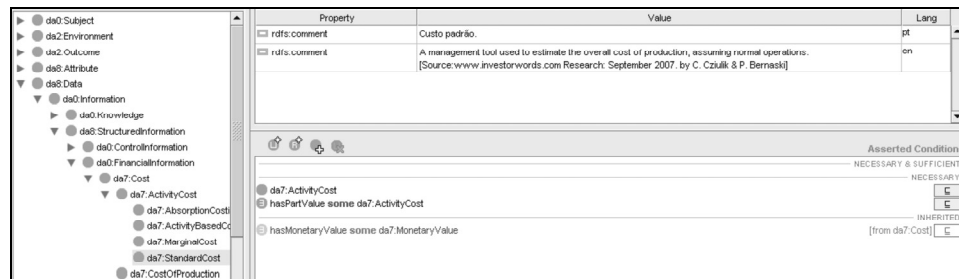 da0:Subject
da2:Environment
da2:Outcome
da8:Attribute
da8:Data
da0:Information
da0:Knowledge
da8:StructuredInformation
da0:ControlInformation
da0:FinancialInformation
da7:Cost
da7:ActivityCost
da7:AbsorptionCosti
da7:ActivityBasedCo
da7:MarginalCost
da7:StandardCost
da7:CostOfProduction
Property Value Lang
rdfs:comment Custo padrão. pt
rdfs:comment A management tool used to estimate the overall cost of production, assuming normal operations. en
[Source:www.investorwords.com Research: September 2007. by C. Cziulik & P. Bernaski]
Asserted Condition
NECESSARY & SUFFICIENT
NECESSARY
da7:ActivityCost
hasPartValue some da7:ActivityCost
INHERITED
hasMonetaryValue some da7:MonetaryValue [from da7:Cost]